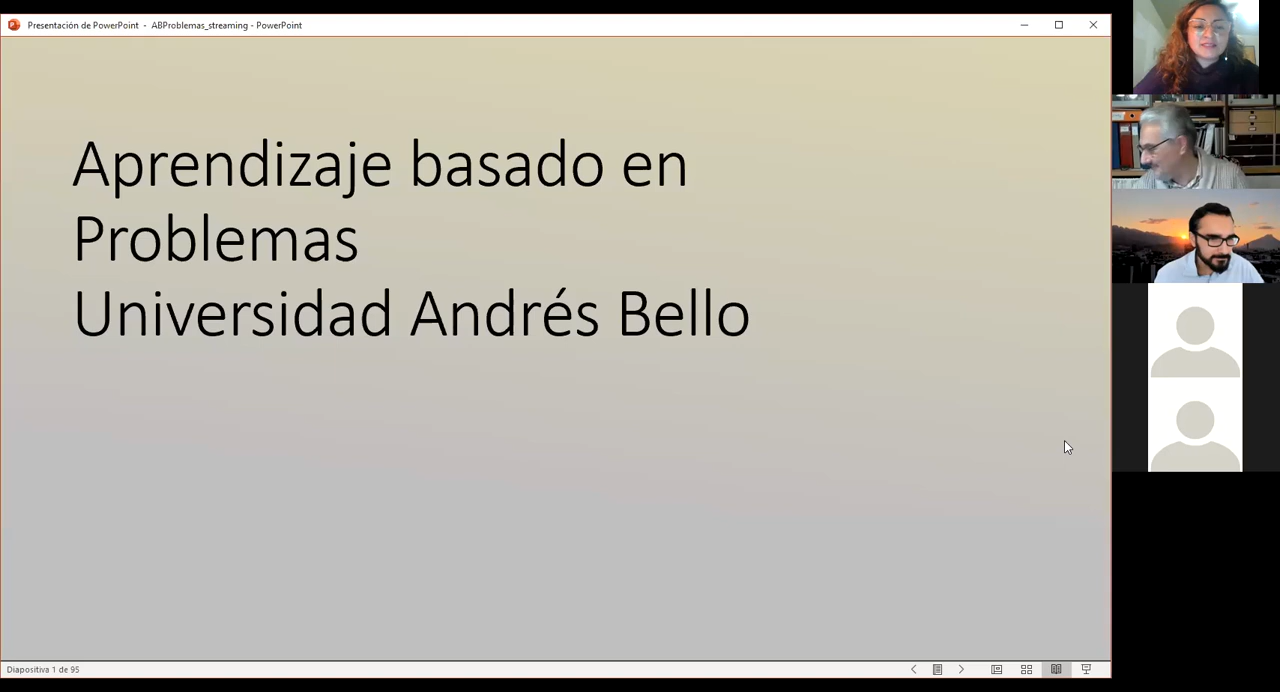 Presentación de PowerPoint - ABProblemas_streaming - PowerPoint
Aprendizaje basado en
Problemas
Universidad Andrés Bello
Diapositiva 1 de 95